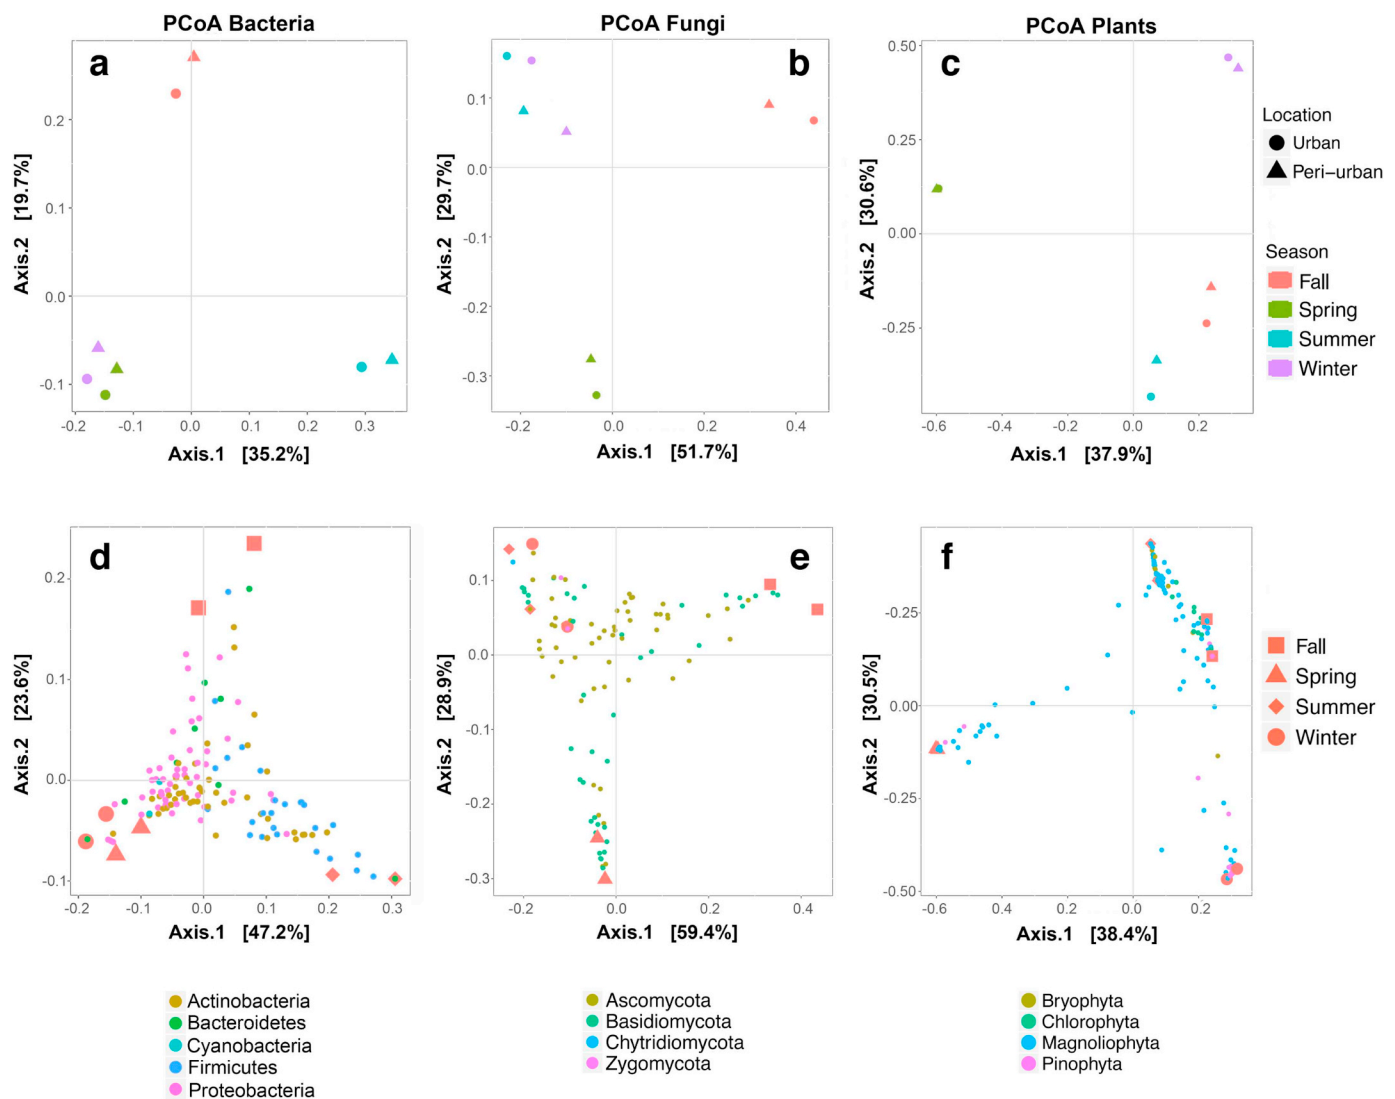 PCoA Bacteria
PCoA Fungi
PCoA Plants
a
0.2
0.0
-0.1
-0.2
-0.1
0.0
0.1
0.2
0.3
Axis.2 [19.7%]
Axis.1 [35.2%]
b
0.1
0.0
-0.1
-0.2
-0.3
-0.2
0.0
0.2
0.4
Axis.2 [29.7%]
Axis.1 [51.7%]
c
0.50
0.25
0.00
-0.25
-0.6
-0.4
-0.2
0.0
0.2
Axis.2 [30.6%]
Axis.1 [37.9%]
Location
Urban
Peri-urban
Season
Fall
Spring
Summer
Winter
d
0.2
0.1
0.0
-0.1
-0.2
-0.1
0.0
0.1
0.2
0.3
Axis.2 [23.6%]
Axis.1 [47.2%]
e
0.1
0.0
-0.1
-0.2
-0.3
-0.2
0.0
0.2
0.4
Axis.2 [28.9%]
Axis.1 [59.4%]
f
-0.25
0.00
-0.25
-0.50
-0.6
-0.4
0.2
0.0
0.2
Axis.2 [30.5%]
Axis.1 [38.4%]
Fall
Spring
Summer
Winter
Actinobacteria
Bacteroidetes
Cyanobacteria
Firmicutes
Proteobacteria
Ascomycota
Basidiomycota
Chytridiomycota
Zygomycota
Bryophyta
Chlorophyta
Magnoliophyta
Pinophyta